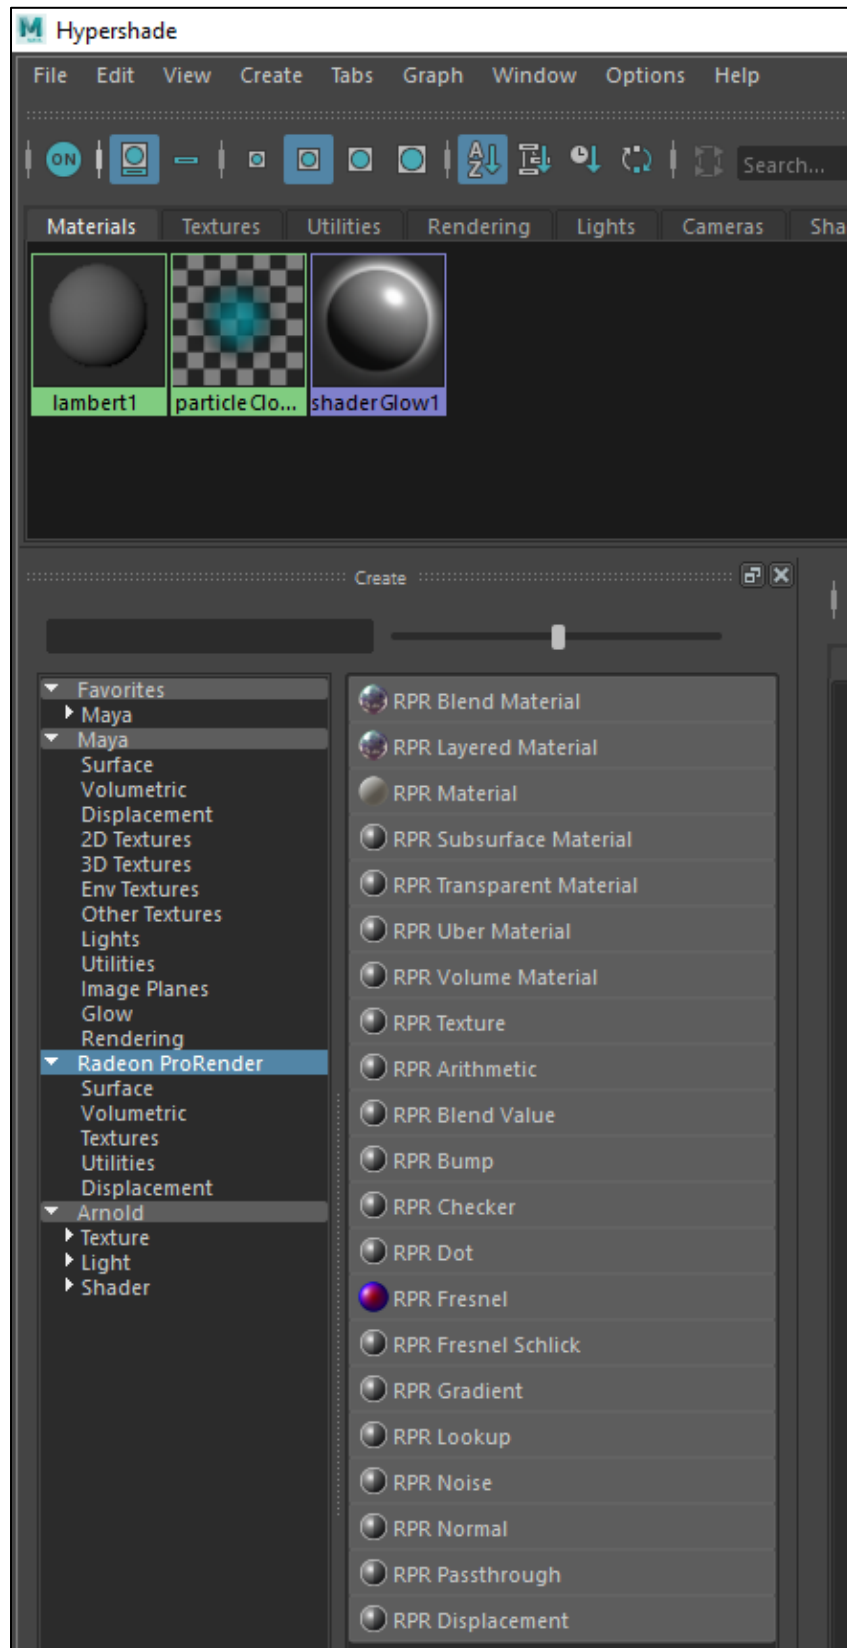 Hypershade
File Edit View Create Tabs Graph Window Options Help
ON A Z Search...
Materials Textures Utilities Rendering Lights Cameras Sha
lambert1 particleClo... shaderGlow1
Create
Favorites
Maya
Maya
Surface
Volumetric
Displacement
2D Textures
3D Textures
Env Textures
Other Textures
Lights
Utilities
Image Planes
Glow
Rendering
Radeon ProRender
Surface
Volumetric
Textures
Utilities
Displacement
Arnold
Texture
Light
Shader
RPR Blend Material
RPR Layered Material
RPR Material
RPR Subsurface Material
RPR Transparent Material
RPR Uber Material
RPR Volume Material
RPR Texture
RPR Arithmetic
RPR Blend Value
RPR Bump
RPR Checker
RPR Dot
RPR Fresnel
RPR Fresnel Schlick
RPR Gradient
RPR Lookup
RPR Noise
RPR Normal
RPR Passthrough
RPR Displacement